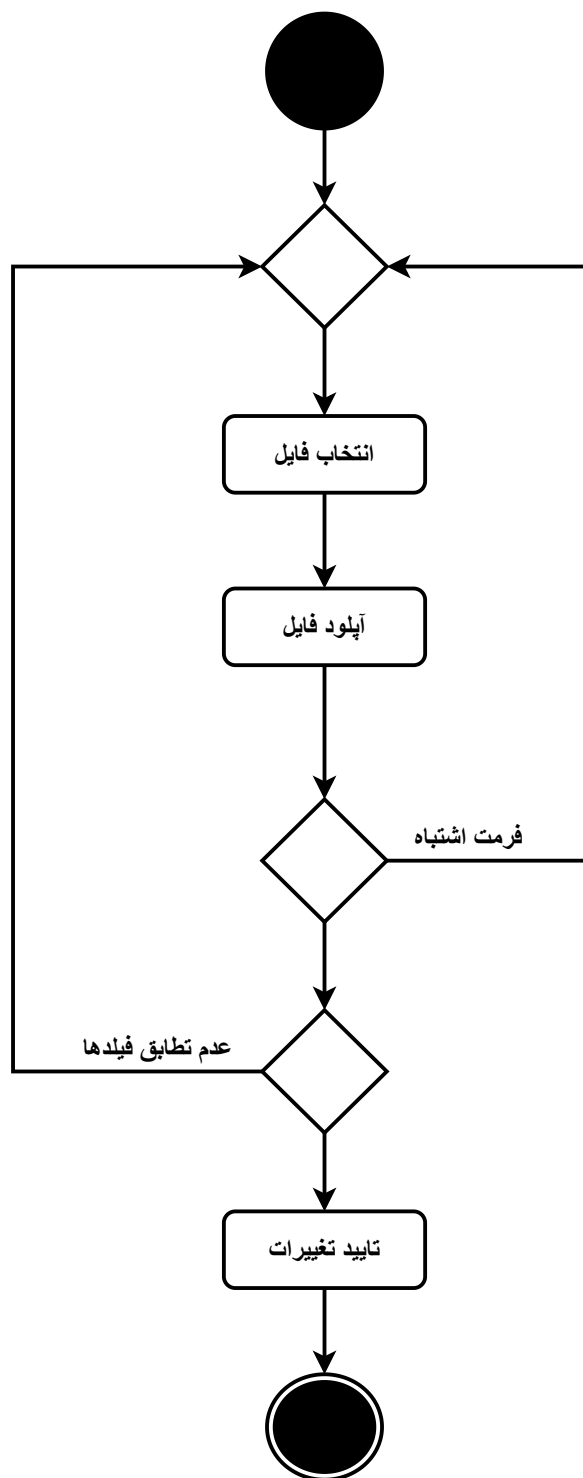 انتخاب فایل
آپلود فایل
فرمت اشتباه
عدم تطابق فیلدها
تایید تغییرات